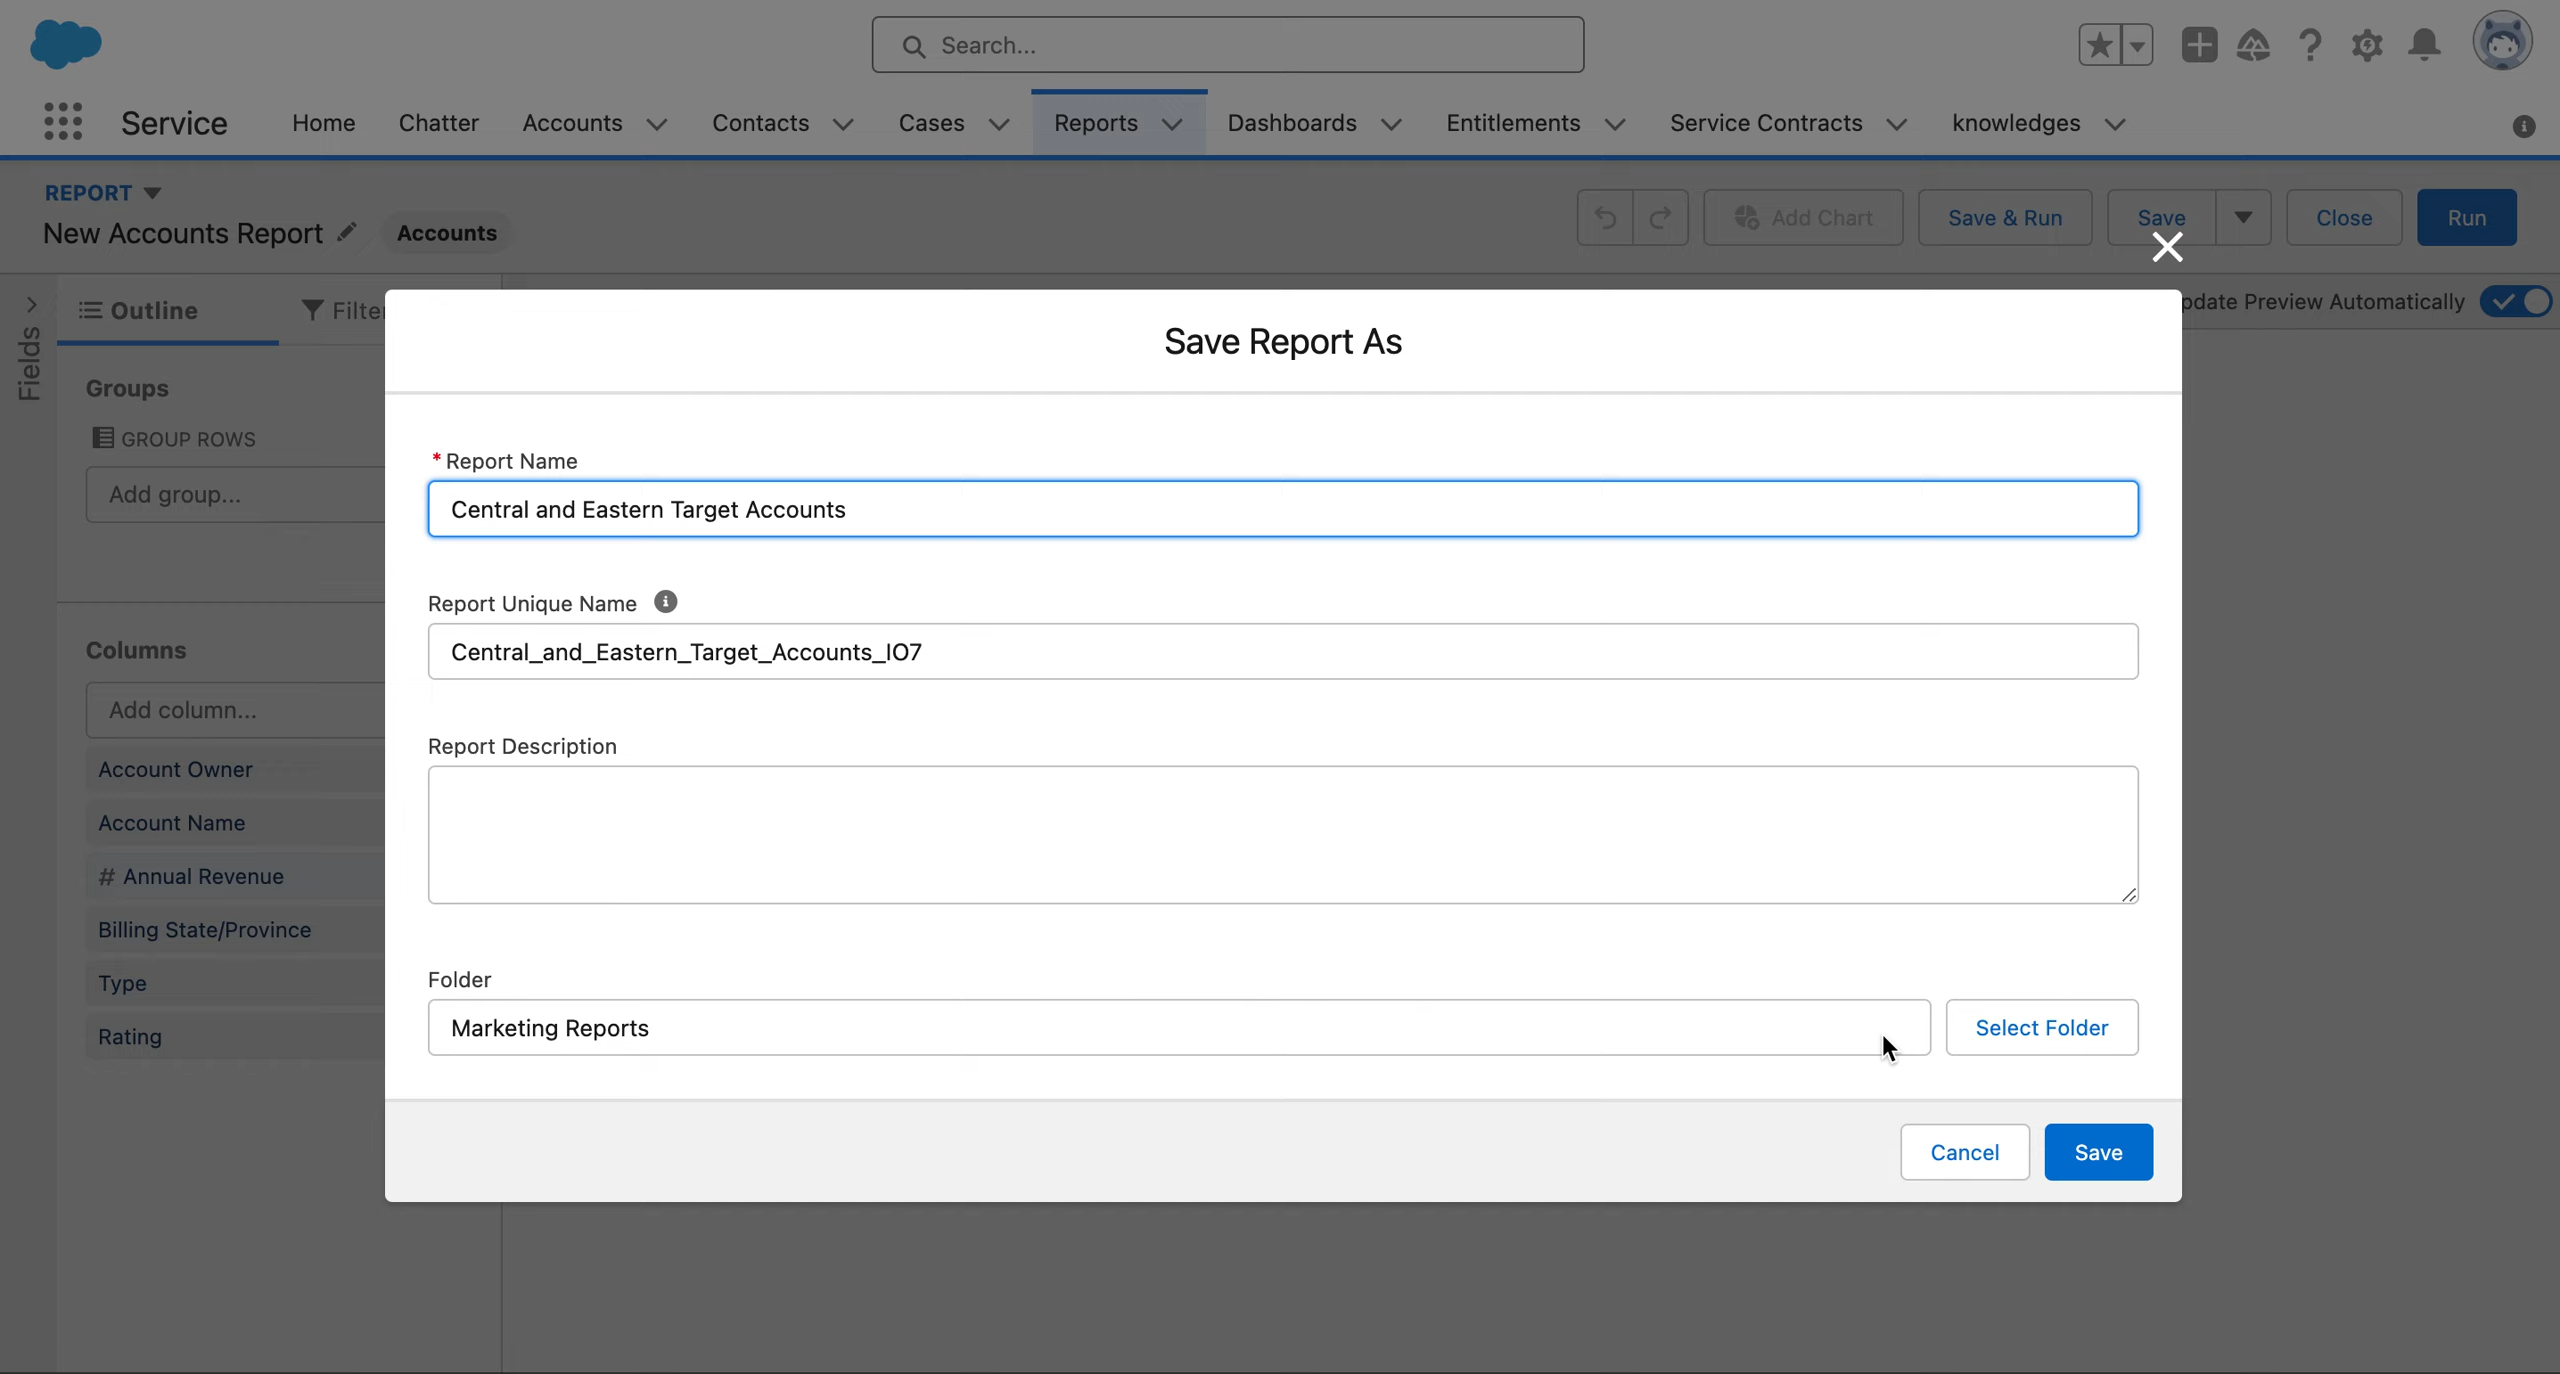 Search...
Service
Home
Chatter
Accounts
Contacts
Cases
Reports
Dashboards
Entitlements
Service Contracts
knowledges
REPORT
New Accounts Report
Accounts
Add Chart
Save & Run
Save
Close
Run
Fields
Outline
Filter
pdate Preview Automatically
Groups
GROUP ROWS
Add group...
Columns
Add column...
Account Owner
Account Name
# Annual Revenue
Billing State/Province
Type
Rating
Save Report As
* Report Name
Central and Eastern Target Accounts
Report Unique Name
Central_and_Eastern_Target_Accounts_IO7
Report Description
Folder
Marketing Reports
Select Folder
Cancel
Save